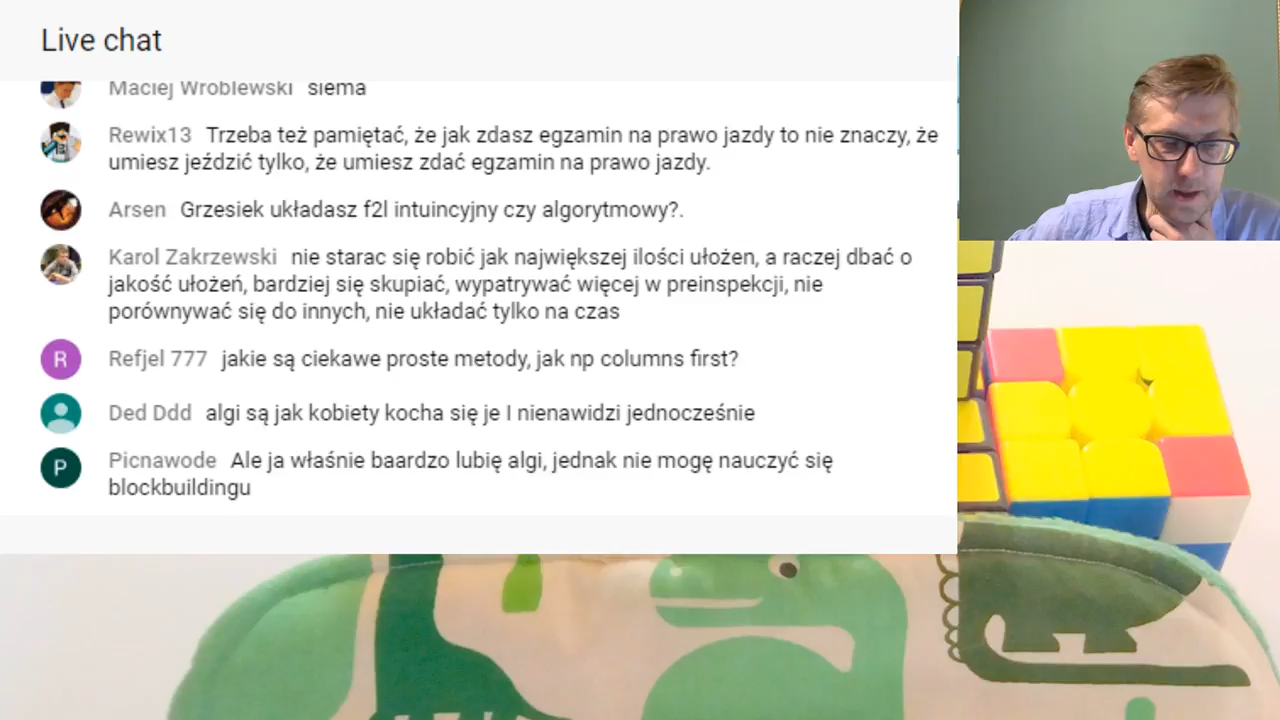 Live chat
Maciej Wroblewski siema
Rewix13 Trzeba też pamiętać, że jak zdasz egzamin na prawo jazdy to nie znaczy, że
umiesz jeździć tylko, że umiesz zdać egzamin na prawo jazdy.
Arsen Grzesiek układasz f2l intuincyjny czy algorytmowy?.
Karol Zakrzewski nie starac się robić jak największej ilości ułożen, a raczej dbać o
jakość ułożeń, bardziej się skupiać, wypatrywać więcej w preinspekcji, nie
porównywać się do innych, nie układać tylko na czas
R Refjel 777 jakie są ciekawe proste metody, jak np columns first?
Ded Ddd algi są jak kobiety kocha się je I nienawidzi jednocześnie
P Picnawode Ale ja właśnie baardzo lubię algi, jednak nie mogę nauczyć się
blockbuildingu